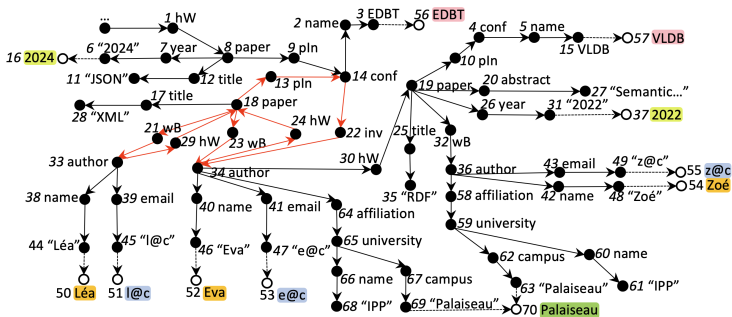 ... 1 hW
2 name 3 EDBT 56 EDBT
4 conf 5 name
15 VLDB 57 VLDB
16 2024 6 "2024" 7 year 8 paper 9 pIn
10 pIn
11 "JSON" 12 title 13 pIn 14 conf
19 paper 20 abstract
27 "Semantic..."
28 "XML" 17 title 18 paper
26 year 31 "2022" 37 2022
21 wB 29 hW 23 wB 24 hW 22 inv
25 title 32 wB
33 author 34 author 30 hW
35 "RDF" 36 author 43 email 49 "z@c" 55 z@c
42 name 48 "Zoé" 54 Zoé
38 name 39 email 40 name 41 email 64 affiliation
58 affiliation
44 "Léa" 45 "l@c" 46 "Eva" 47 "e@c" 65 university
59 university
62 campus 60 name
66 name 67 campus
63 "Palaiseau" 61 "IPP"
50 Léa 51 l@c 52 Eva 53 e@c
68 "IPP" 69 "Palaiseau" 70 Palaiseau